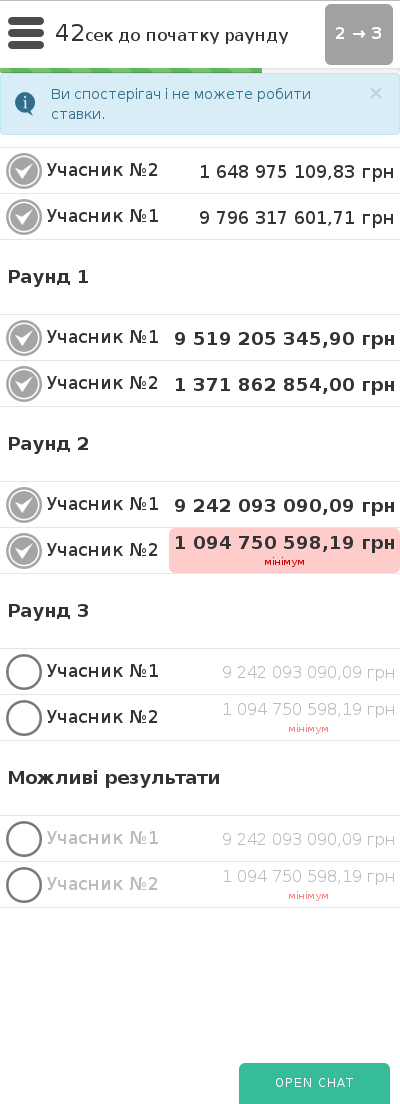 42сек до початку раунду
2 → 3
Ви спостерігач і не можете робити
ставки.
×
Учасник №2 1 648 975 109,83 грн
Учасник №1 9 796 317 601,71 грн
Раунд 1
Учасник №1 9 519 205 345,90 грн
Учасник №2 1 371 862 854,00 грн
Раунд 2
Учасник №1 9 242 093 090,09 грн
Учасник №2 1 094 750 598,19 грн
мінімум
Раунд 3
Учасник №1 9 242 093 090,09 грн
Учасник №2 1 094 750 598,19 грн
мінімум
Можливі результати
Учасник №1 9 242 093 090,09 грн
Учасник №2 1 094 750 598,19 грн
мінімум
OPEN CHAT